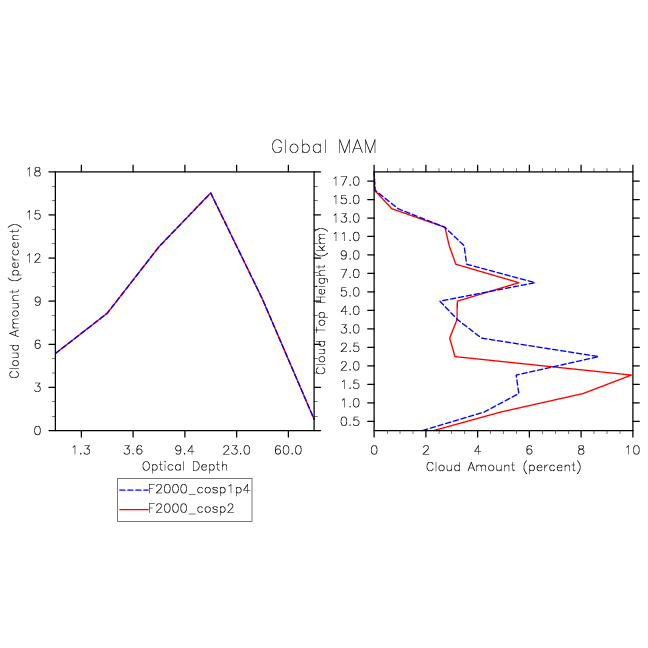 Global MAM
Cloud Amount (percent)
18
15
12
9
6
3
0
1.3 3.6 9.4 23.0 60.0
Optical Depth
Cloud Top Height (km)
17.0
15.0
13.0
11.0
9.0
7.0
5.0
4.0
3.0
2.5
2.0
1.5
1.0
0.5
0 2 4 6 8 10
Cloud Amount (percent)
F2000_cosp1p4
F2000_cosp2